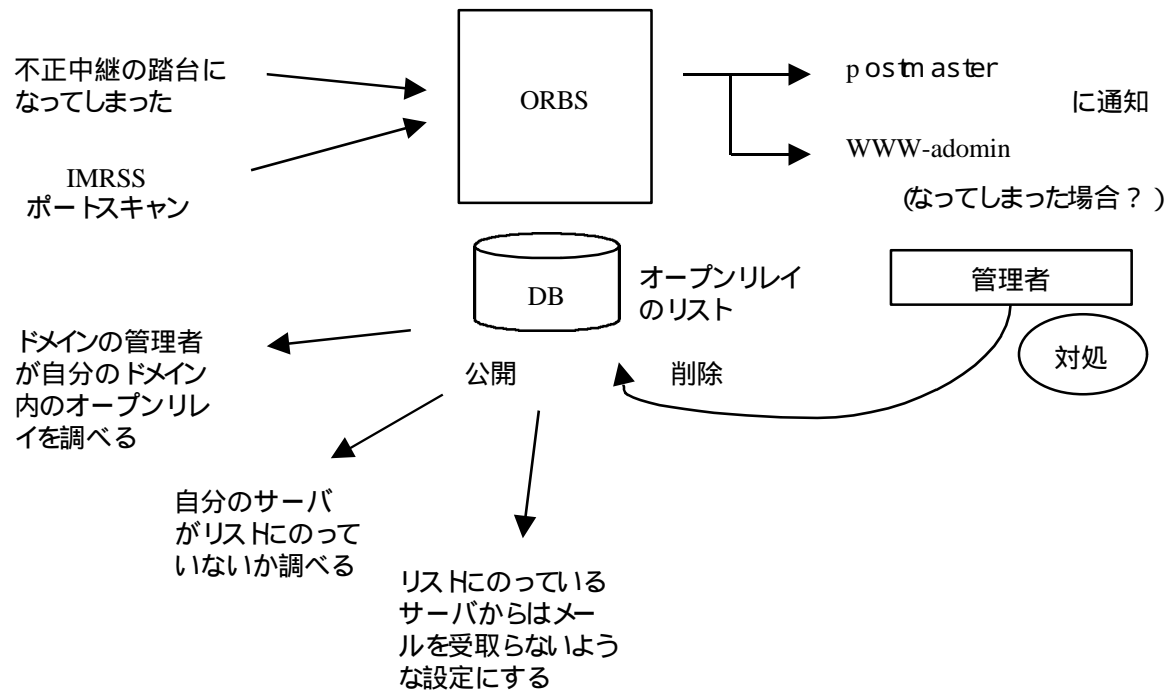 不正中継の踏台に
なってしまった
IMRSS
ポートスキャン
ORBS
postmaster
に通知
WWW-adomin
(なってしまった場合？)
DB
オープンリレイ
のリスト
管理者
対処
公開
削除
ドメインの管理者
が自分のドメイン
内のオープンリレ
イを調べる
自分のサーバ
がリストにのって
いないか調べる
リストにのっている
サーバからはメー
ルを受取らないよう
な設定にする